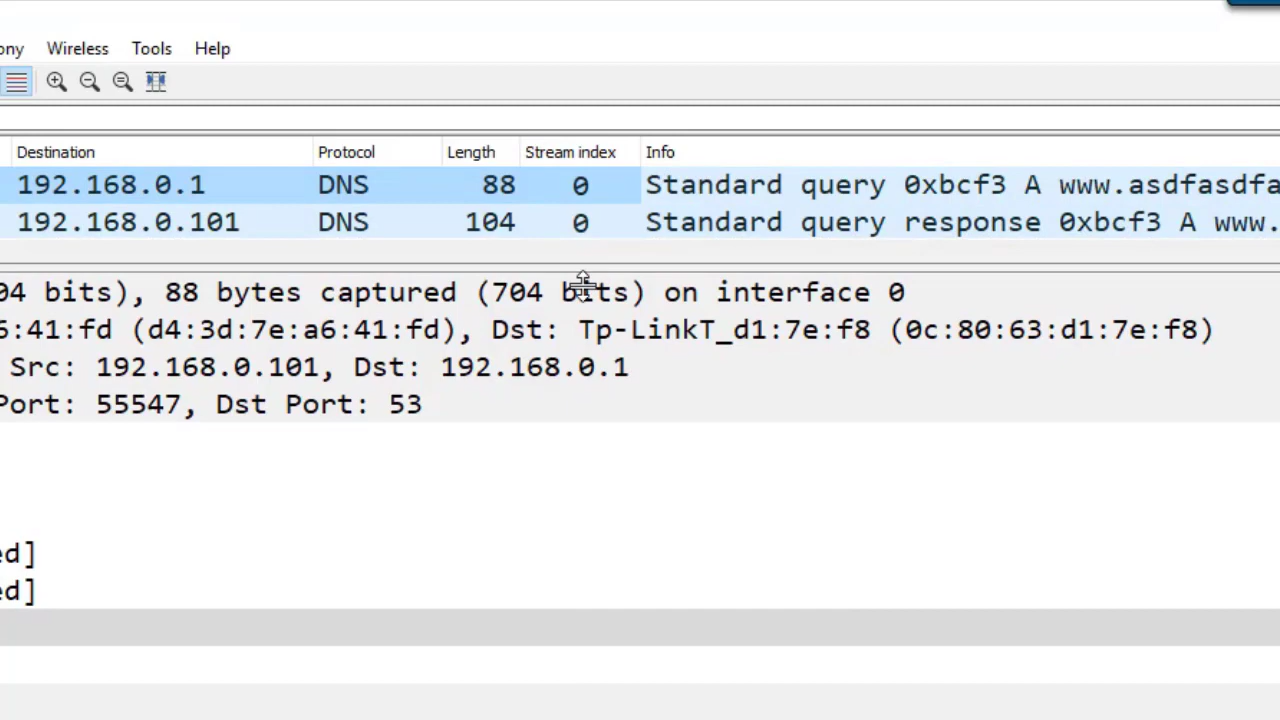 ony Wireless Tools Help
Destination Protocol Length Stream index Info
192.168.0.1 DNS 88 0 Standard query 0xbcf3 A www.asdfasdfa
192.168.0.101 DNS 104 0 Standard query response 0xbcf3 A www.
04 bits), 88 bytes captured (704 bits) on interface 0
6:41:fd (d4:3d:7e:a6:41:fd), Dst: Tp-LinkT_d1:7e:f8 (0c:80:63:d1:7e:f8)
Src: 192.168.0.101, Dst: 192.168.0.1
Port: 55547, Dst Port: 53
ed]
ed]